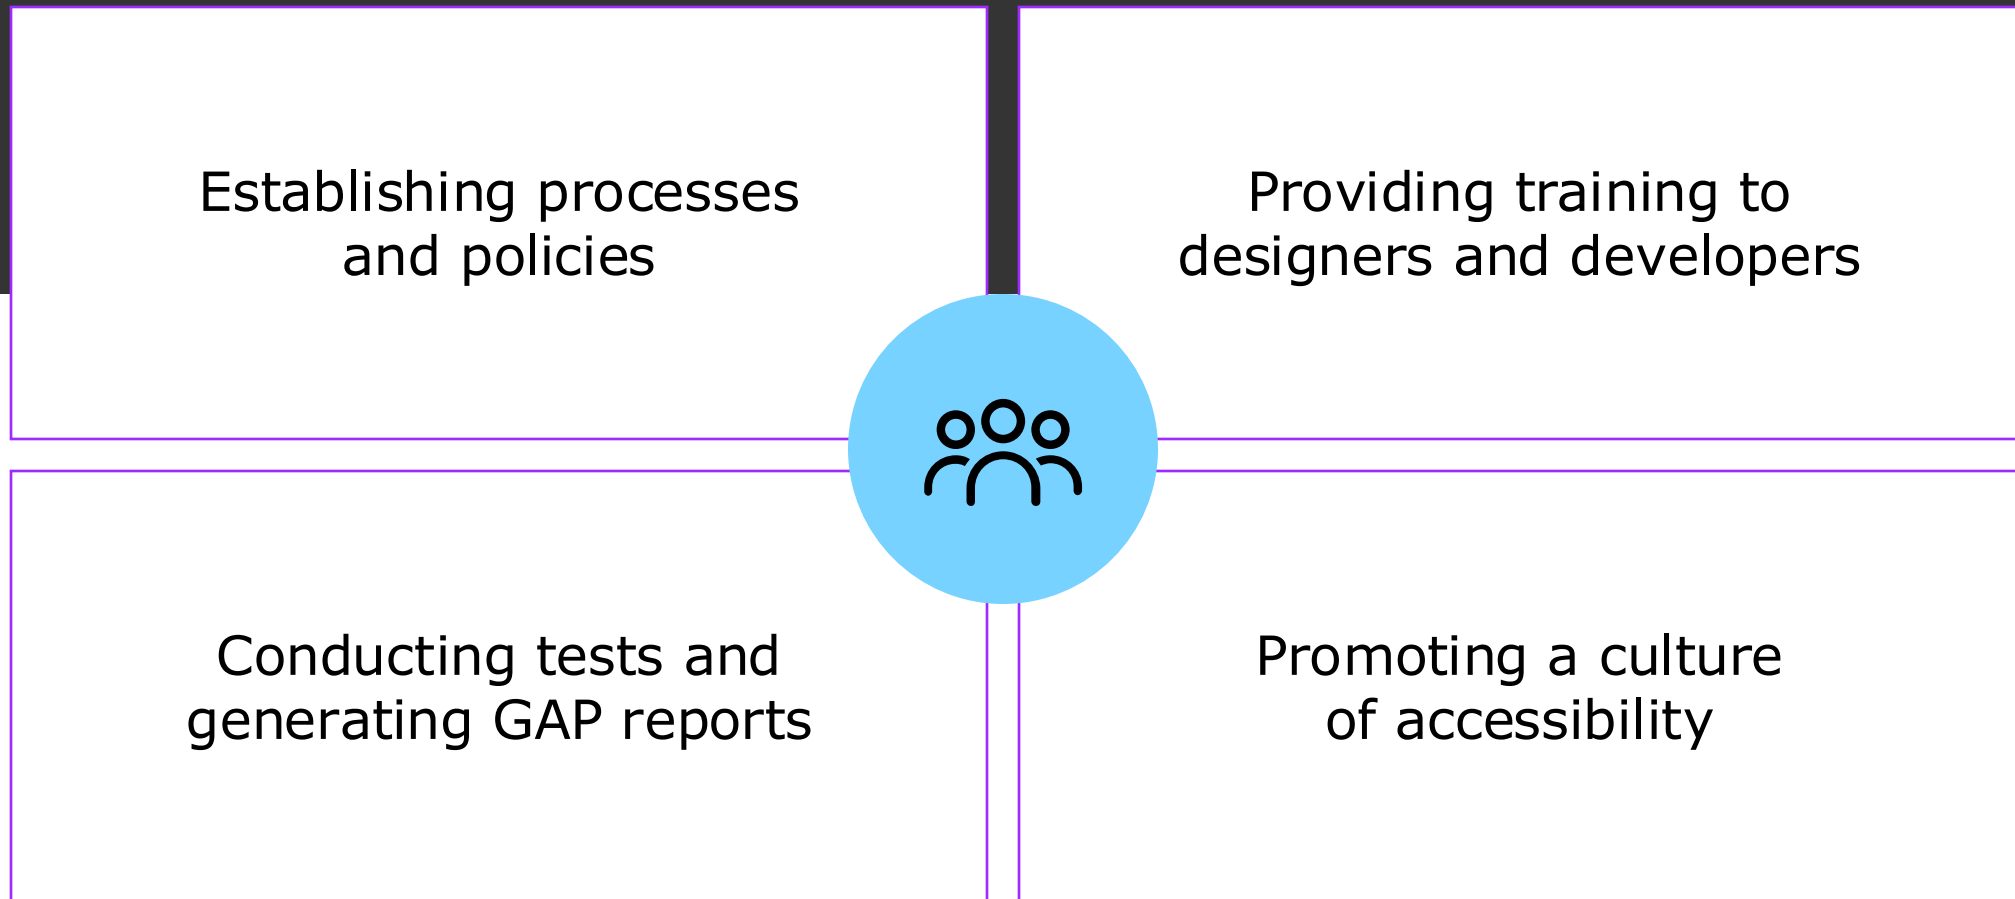 Establishing processes
and policies
Providing training to
designers and developers
Conducting tests and
generating GAP reports
Promoting a culture
of accessibility